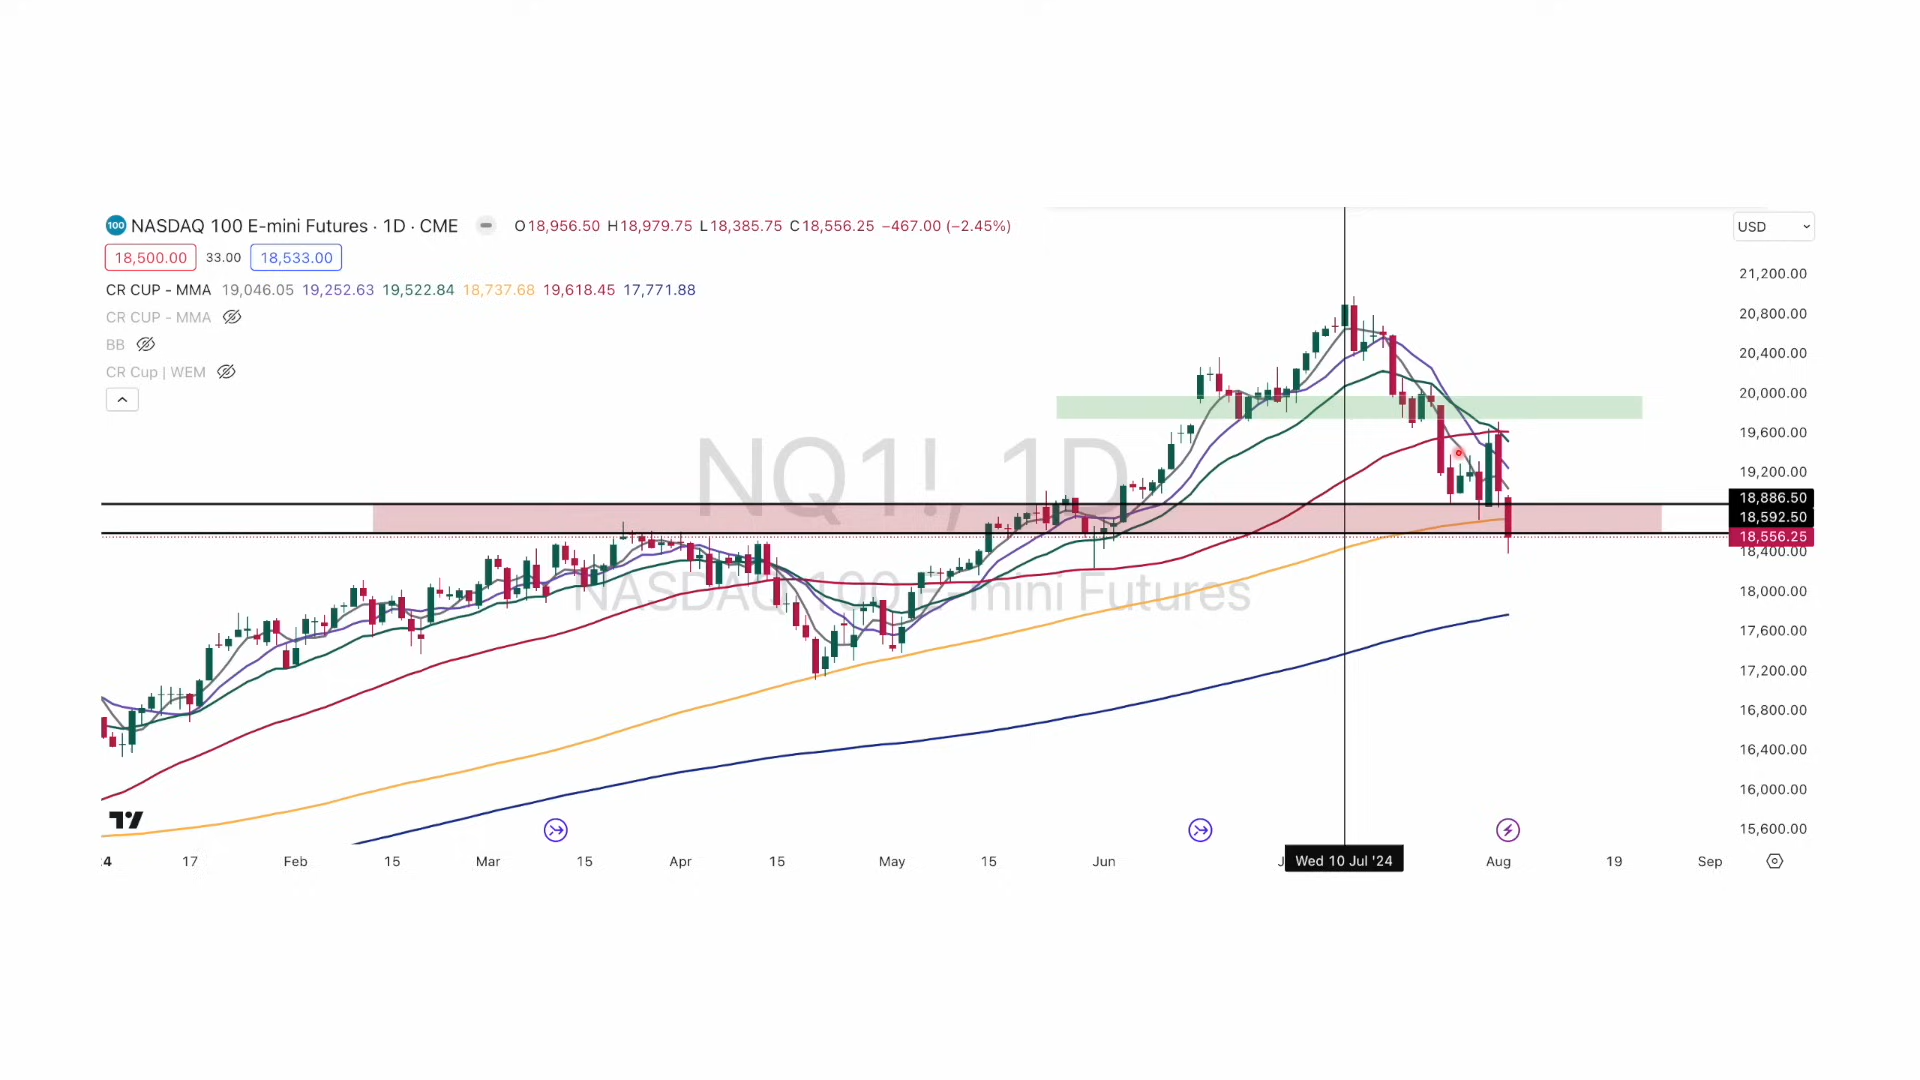 100 NASDAQ 100 E-mini Futures · 1D · CME O18,956.50 H18,979.75 L18,385.75 C18,556.25 −467.00 (−2.45%)
USD
18,500.00 33.00 18,533.00
CR CUP - MMA 19,046.05 19,252.63 19,522.84 18,737.68 19,618.45 17,771.88
CR CUP - MMA
BB
CR Cup | WEM
NQ1!, 1D
NASDAQ 100 E-mini Futures
21,200.00
20,800.00
20,400.00
20,000.00
19,600.00
19,200.00
18,886.50
18,592.50
18,556.25
18,400.00
18,000.00
17,600.00
17,200.00
16,800.00
16,400.00
16,000.00
15,600.00
17 Feb 15 Mar 15 Apr 15 May 15 Jun Wed 10 Jul '24 Aug 19 Sep